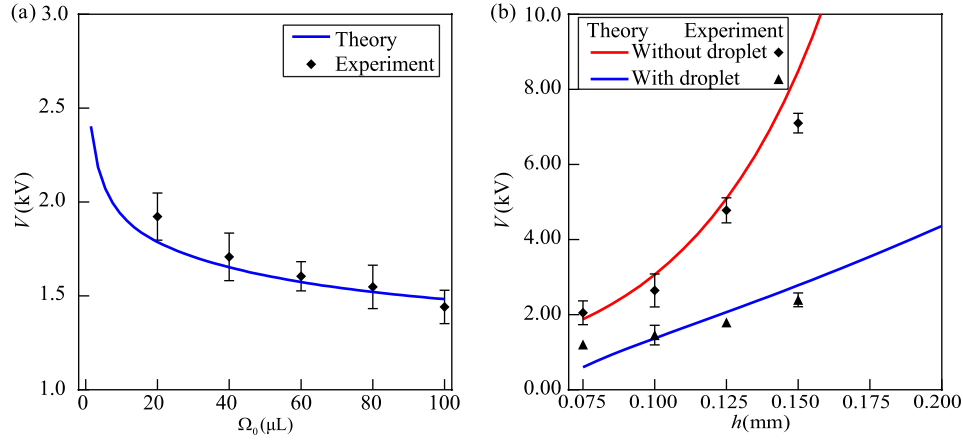 (a)
3.0
2.5
2.0
1.5
1.0
V(kV)
0
20
40
60
80
100
Ω₀(μL)
Theory
Experiment
(b)
10.0
8.00
6.00
4.00
2.00
0.00
V(kV)
0.075
0.100
0.125
0.150
0.175
0.200
h(mm)
Theory Experiment
Without droplet
With droplet